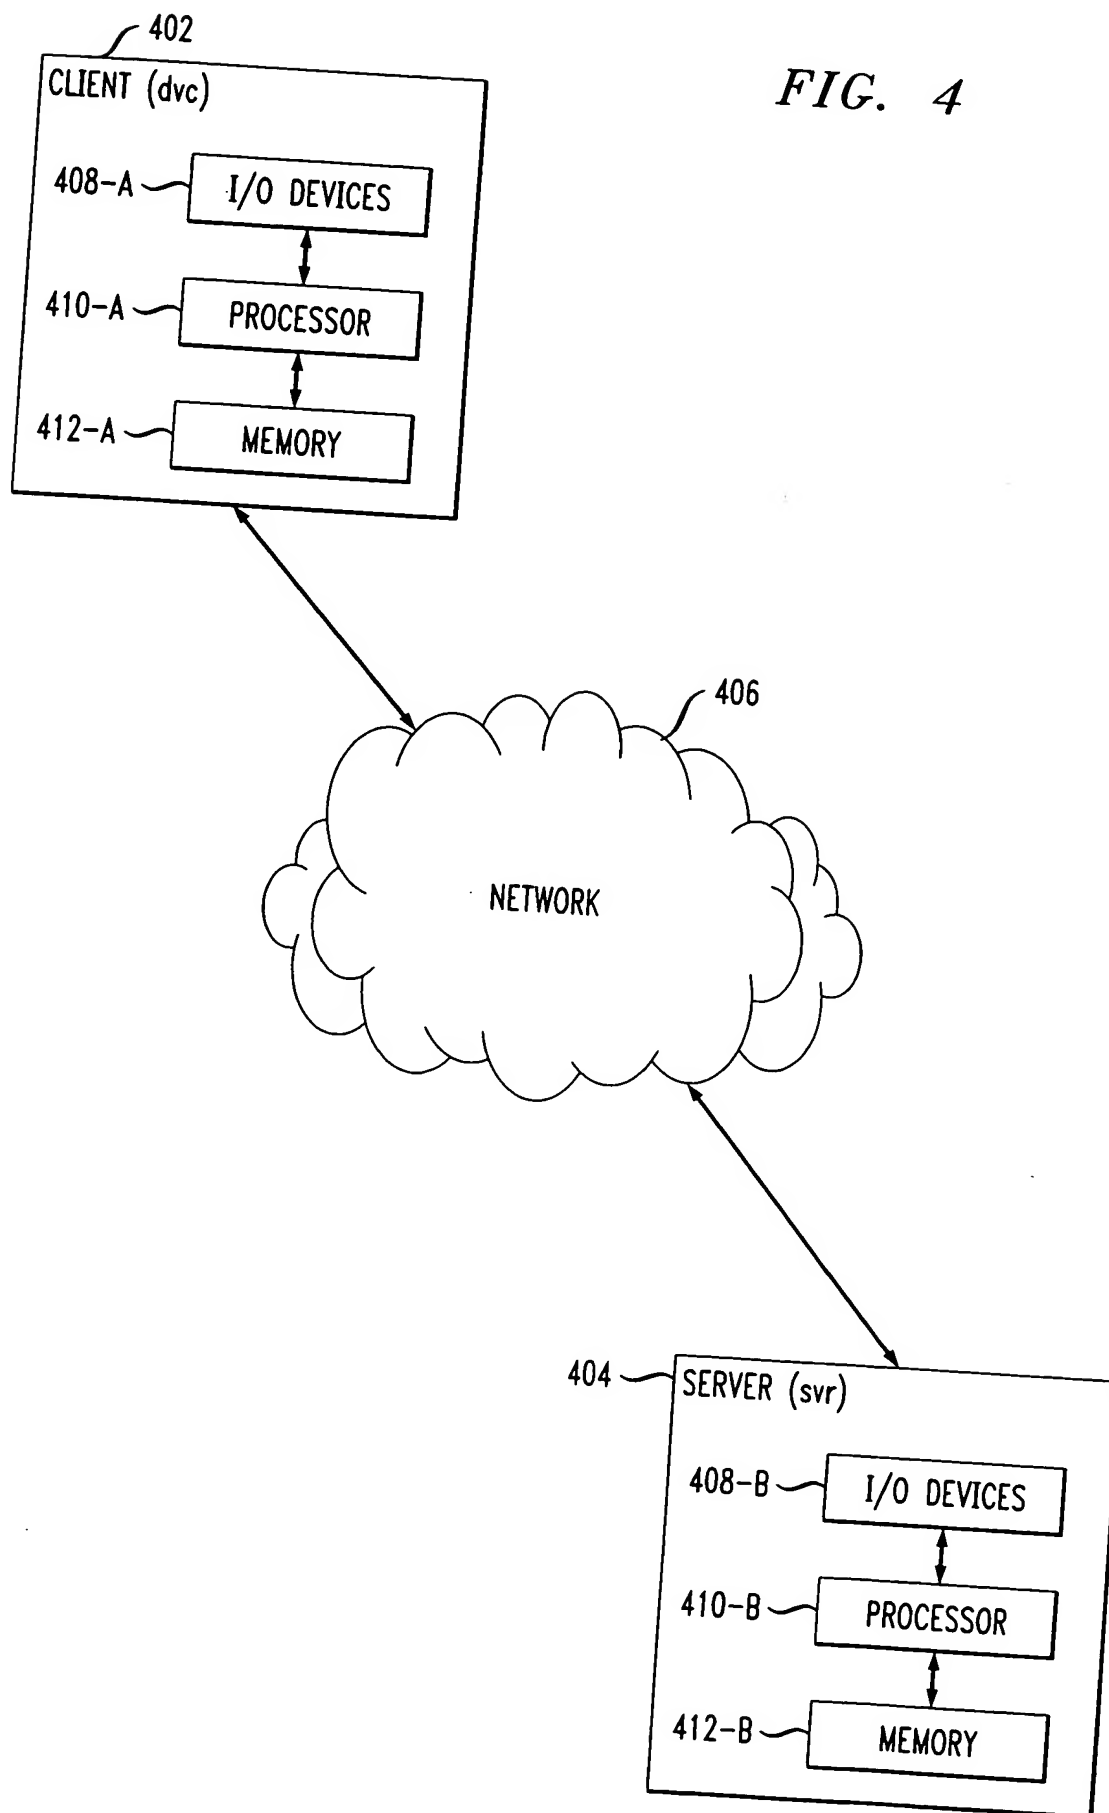 402
FIG. 4
CLIENT (dvc)
408-A
I/O DEVICES
410-A
PROCESSOR
412-A
MEMORY
406
NETWORK
404
SERVER (svr)
408-B
I/O DEVICES
410-B
PROCESSOR
412-B
MEMORY